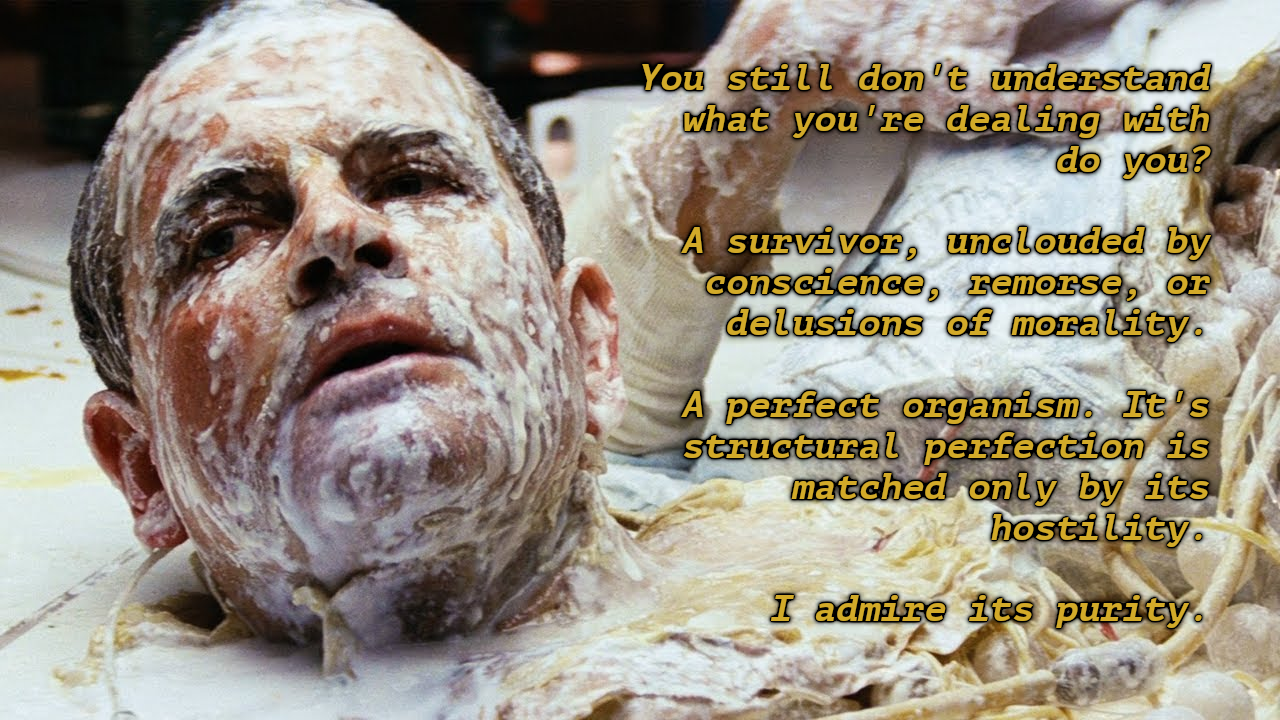 You still don't understand
what you're dealing with
do you?
A survivor, unclouded by
conscience, remorse, or
delusions of morality.
A perfect organism. It's
structural perfection is
matched only by its
hostility.
I admire its purity.